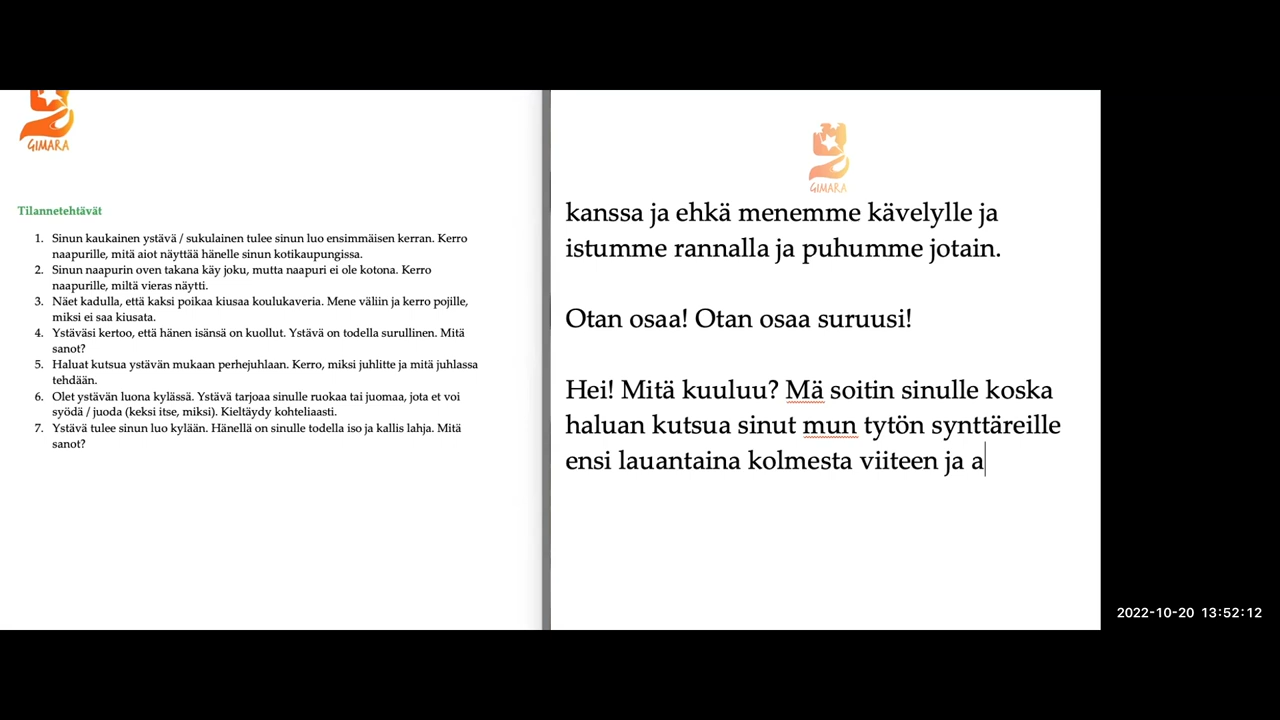 GIMARA
Tilannetehtävät
1. Sinun kaukainen ystävä / sukulainen tulee sinun luo ensimmäisen kerran. Kerro
naapurille, mitä aiot näyttää hänelle sinun kotikaupungissa.
2. Sinun naapurin oven takana käy joku, mutta naapuri ei ole kotona. Kerro
naapurille, miltä vieras näytti.
3. Näet kadulla, että kaksi poikaa kiusaa koulukaveria. Mene väliin ja kerro pojille,
miksi ei saa kiusata.
4. Ystäväsi kertoo, että hänen isänsä on kuollut. Ystävä on todella surullinen. Mitä
sanot?
5. Haluat kutsua ystävän mukaan perhejuhlaan. Kerro, miksi juhlitte ja mitä juhlassa
tehdään.
6. Olet ystävän luona kylässä. Ystävä tarjoaa sinulle ruokaa tai juomaa, jota et voi
syödä / juoda (keksi itse, miksi). Kieltäydy kohteliaasti.
7. Ystävä tulee sinun luo kylään. Hänellä on sinulle todella iso ja kallis lahja. Mitä
sanot?
GIMARA
kanssa ja ehkä menemme kävelylle ja
istumme rannalla ja puhumme jotain.
Otan osaa! Otan osaa suruusi!
Hei! Mitä kuuluu? Mä soitin sinulle koska
haluan kutsua sinut mun tytön synttäreille
ensi lauantaina kolmesta viiteen ja a
2022-10-20 13:52:12